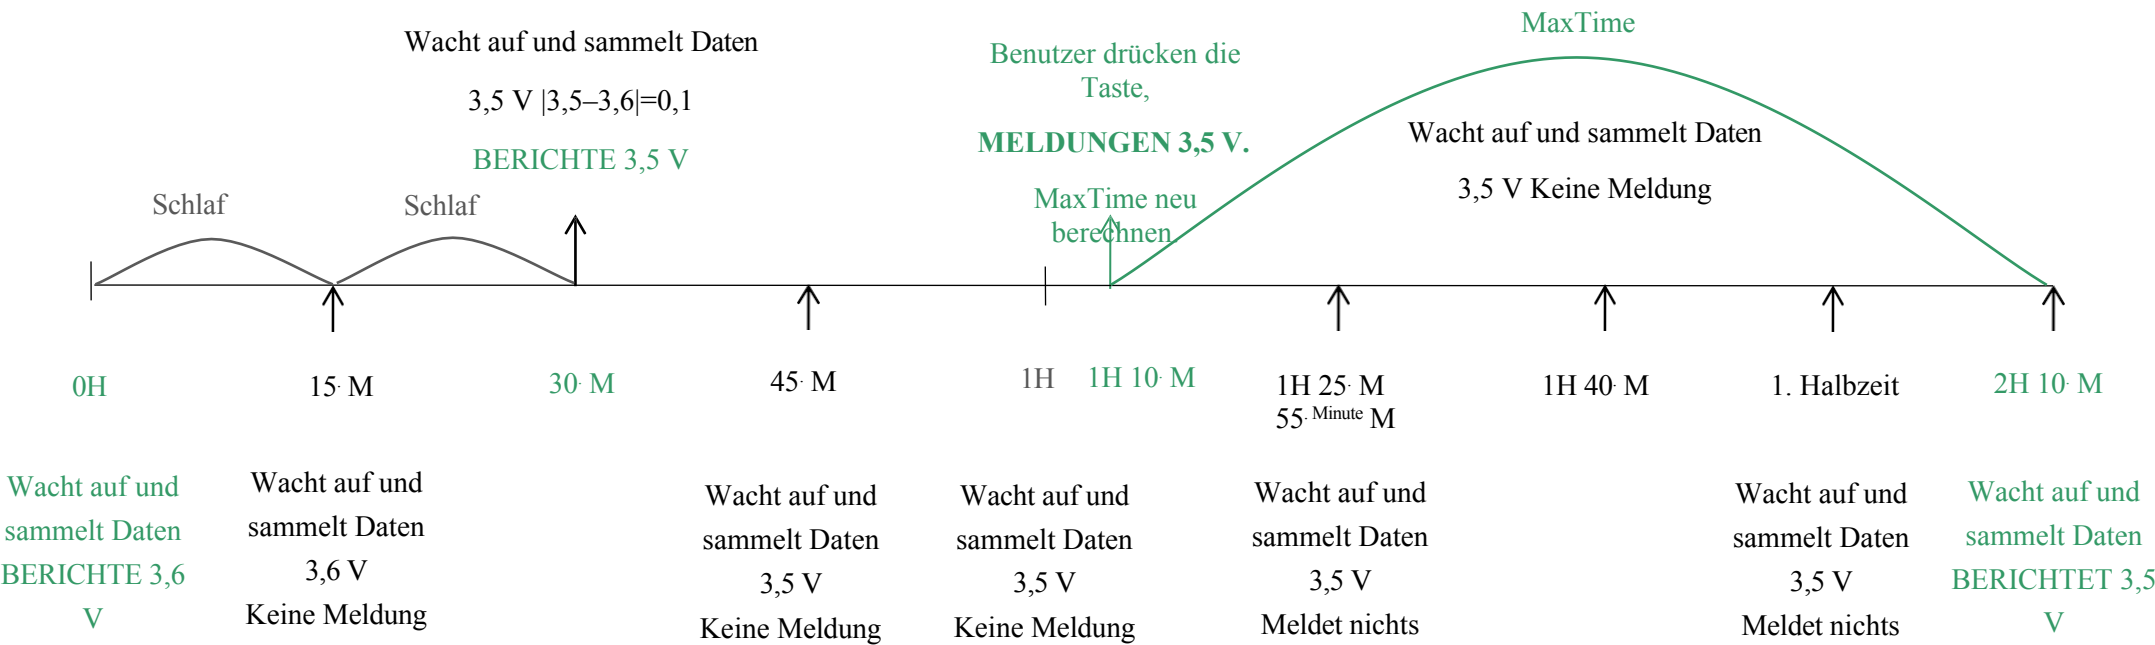 MaxTime
Wacht auf und sammelt Daten
3,5 V |3,5–3,6|=0,1
BERICHTE 3,5 V
Benutzer drücken die
Taste,
MELDUNGEN 3,5 V.
MaxTime neu
berechnen.
Wacht auf und sammelt Daten
3,5 V Keine Meldung
Schlaf
Schlaf
0H
15. M
30. M
45. M
1H
1H 10. M
1H 25. M
55. Minute M
1H 40. M
1. Halbzeit
2H 10. M
Wacht auf und
sammelt Daten
BERICHTE 3,6
V
Wacht auf und
sammelt Daten
3,6 V
Keine Meldung
Wacht auf und
sammelt Daten
3,5 V
Keine Meldung
Wacht auf und
sammelt Daten
3,5 V
Keine Meldung
Wacht auf und
sammelt Daten
3,5 V
Meldet nichts
Wacht auf und
sammelt Daten
3,5 V
Meldet nichts
Wacht auf und
sammelt Daten
BERICHTET 3,5
V